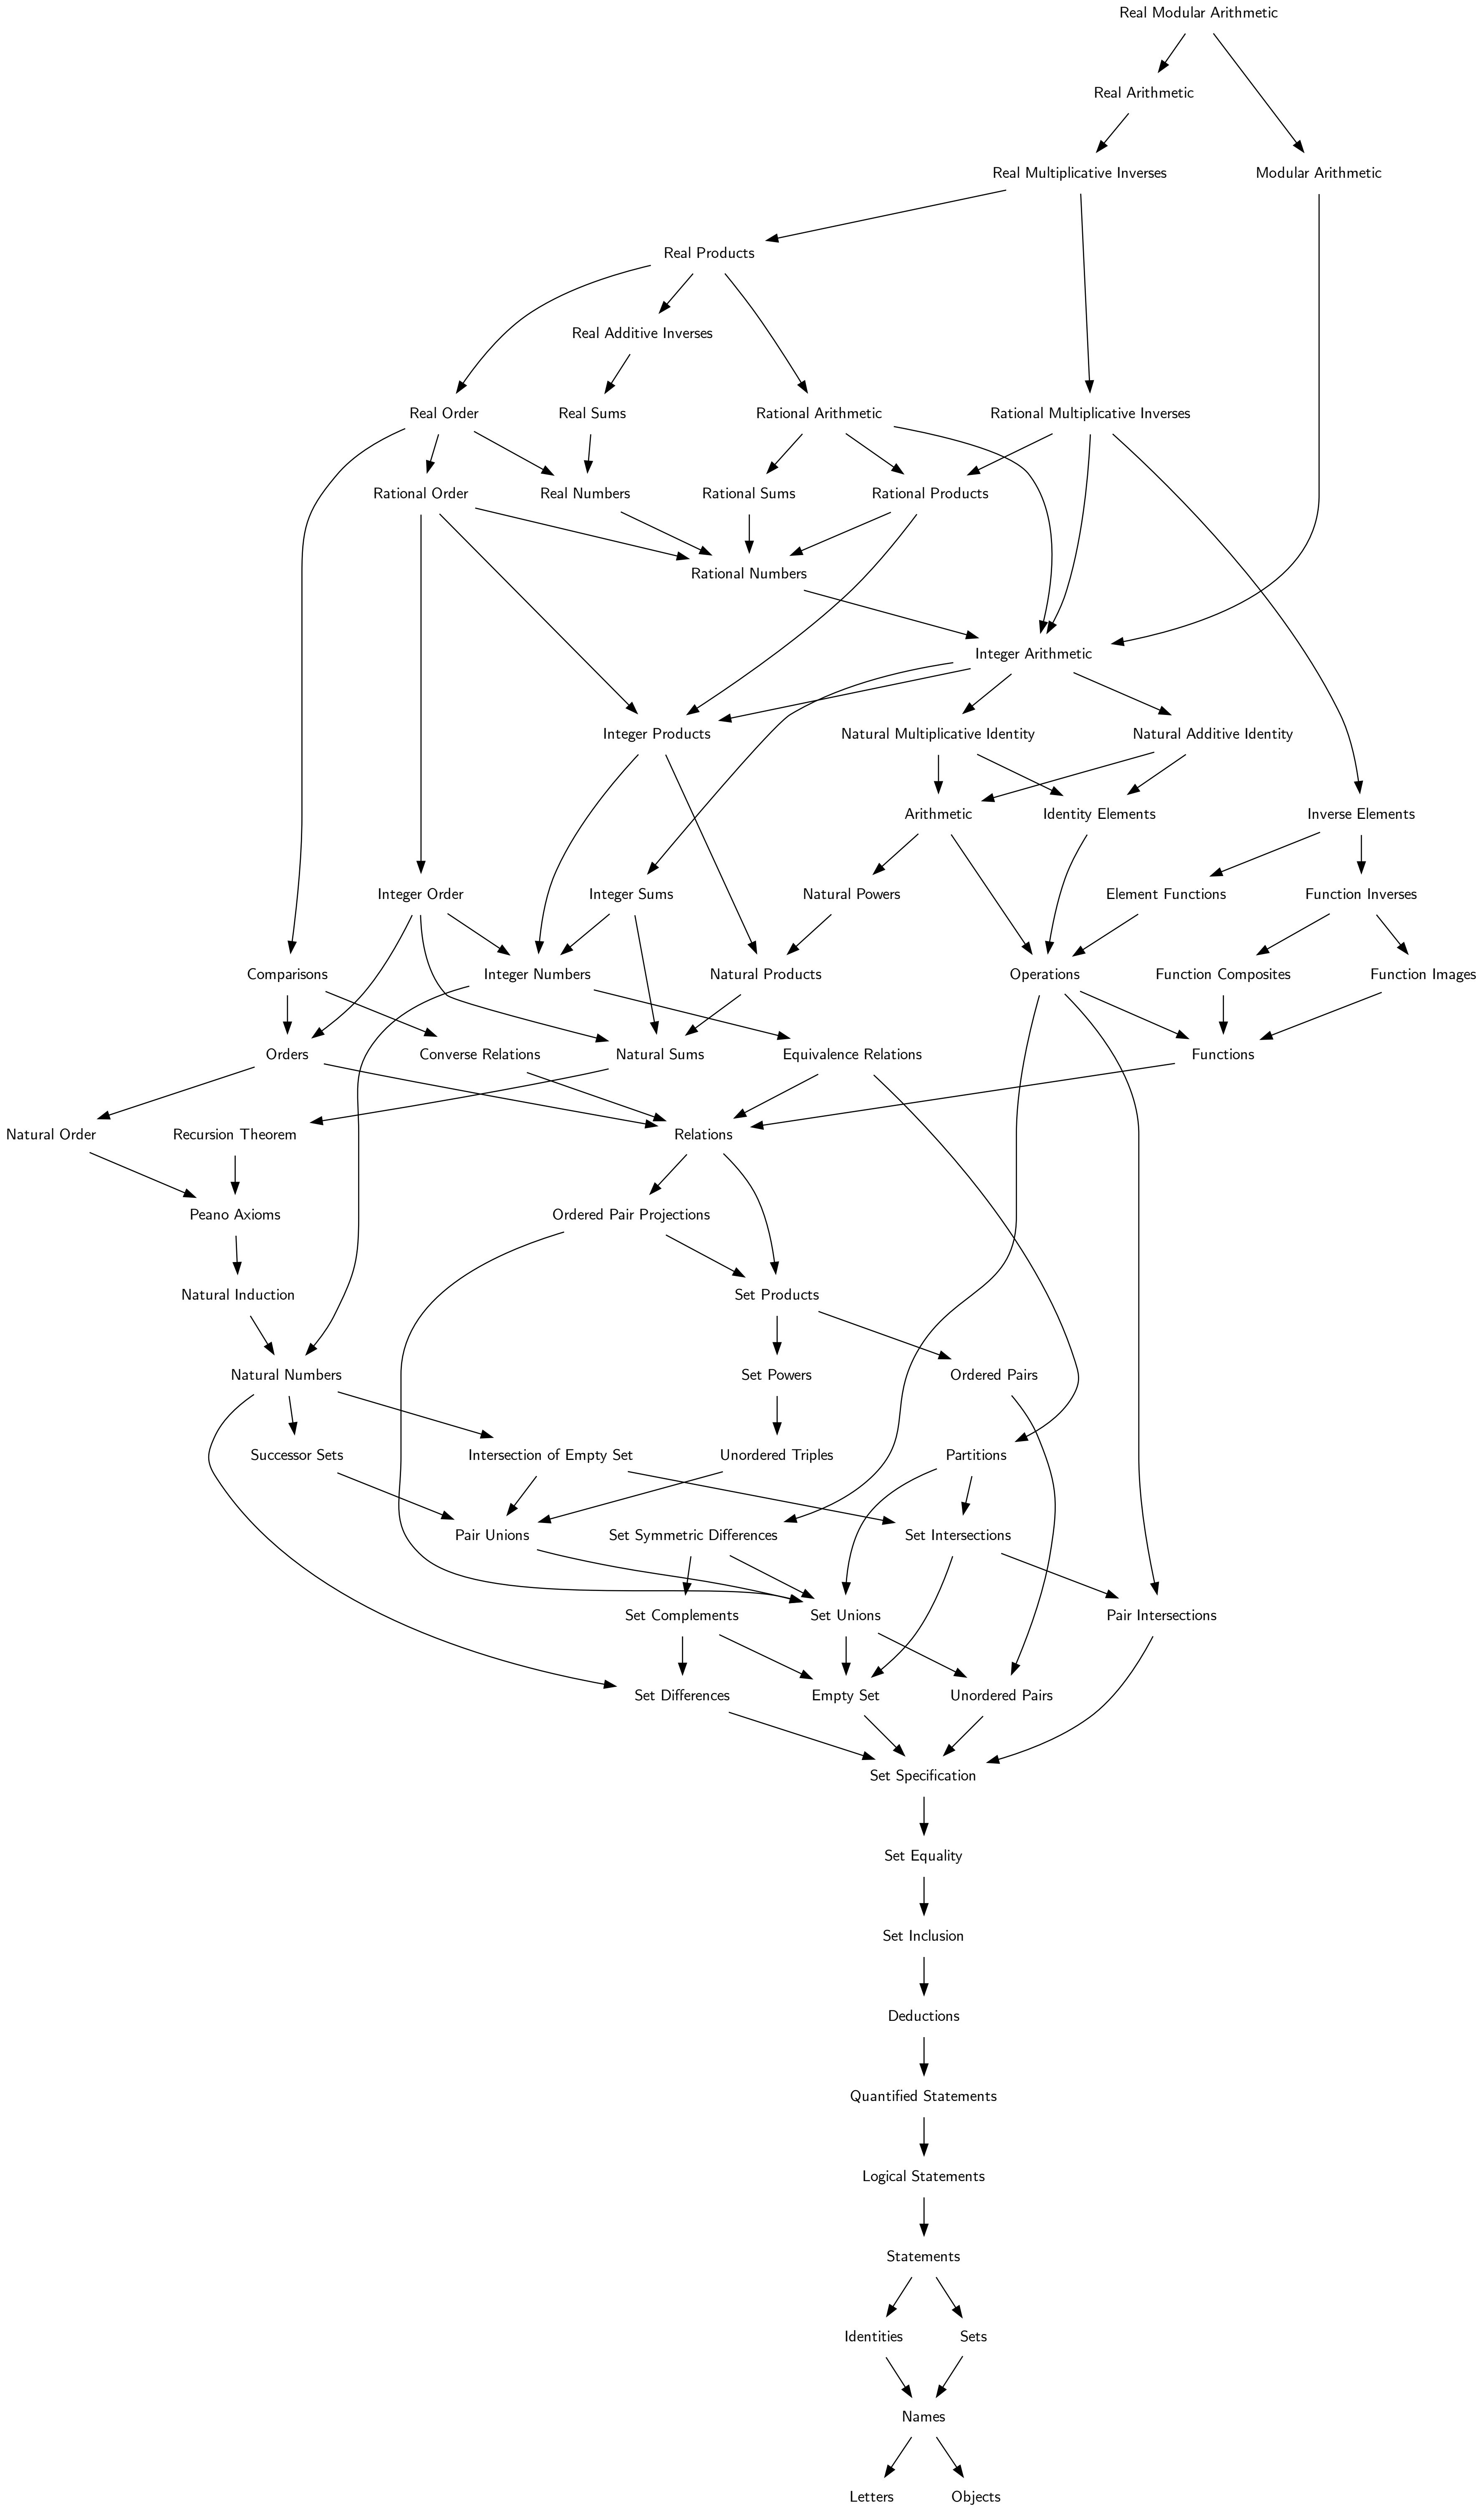 Real Modular Arithmetic
Real Arithmetic
Real Multiplicative Inverses
Modular Arithmetic
Real Products
Real Additive Inverses
Real Order
Real Sums
Rational Arithmetic
Rational Multiplicative Inverses
Rational Order
Real Numbers
Rational Sums
Rational Products
Rational Numbers
Integer Arithmetic
Integer Products
Natural Multiplicative Identity
Natural Additive Identity
Arithmetic
Identity Elements
Inverse Elements
Integer Order
Integer Sums
Natural Powers
Element Functions
Function Inverses
Comparisons
Integer Numbers
Natural Products
Operations
Function Composites
Function Images
Orders
Converse Relations
Natural Sums
Equivalence Relations
Functions
Natural Order
Recursion Theorem
Relations
Peano Axioms
Ordered Pair Projections
Natural Induction
Set Products
Natural Numbers
Set Powers
Ordered Pairs
Successor Sets
Intersection of Empty Set
Unordered Triples
Partitions
Pair Unions
Set Symmetric Differences
Set Intersections
Set Complements
Set Unions
Pair Intersections
Set Differences
Empty Set
Unordered Pairs
Set Specification
Set Equality
Set Inclusion
Deductions
Quantified Statements
Logical Statements
Statements
Identities
Sets
Names
Letters
Objects